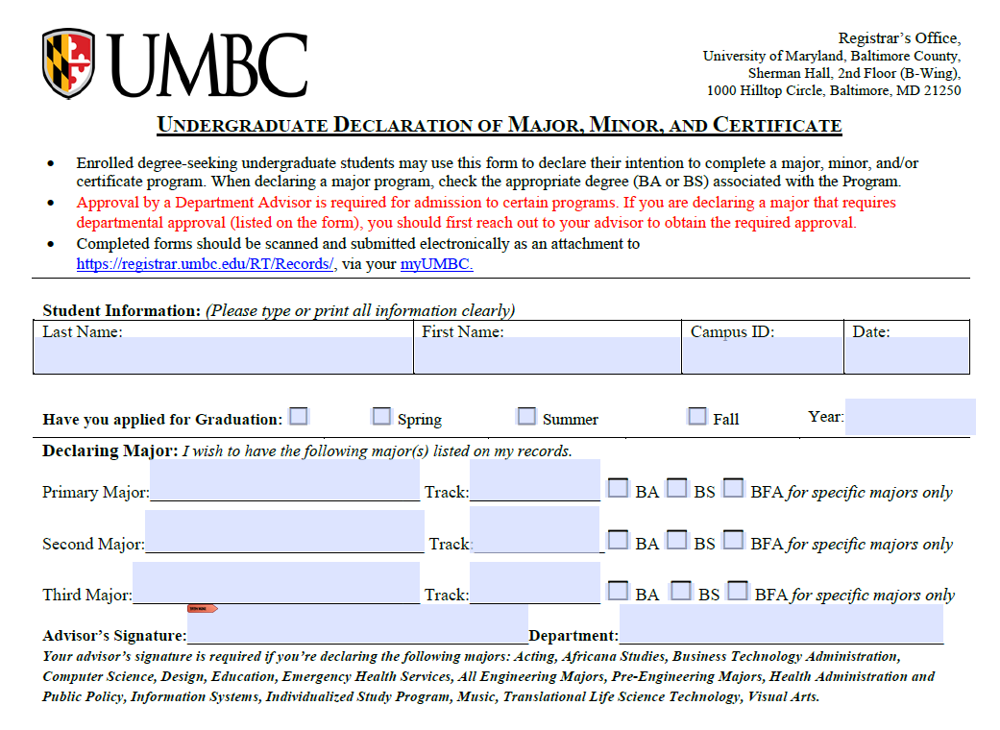 UMBC
Registrar's Office,
University of Maryland, Baltimore County,
Sherman Hall, 2nd Floor (B-Wing),
1000 Hilltop Circle, Baltimore, MD 21250
UNDERGRADUATE DECLARATION OF MAJOR, MINOR, AND CERTIFICATE
• Enrolled degree-seeking undergraduate students may use this form to declare their intention to complete a major, minor, and/or
certificate program. When declaring a major program, check the appropriate degree (BA or BS) associated with the Program.
• Approval by a Department Advisor is required for admission to certain programs. If you are declaring a major that requires
departmental approval (listed on the form), you should first reach out to your advisor to obtain the required approval.
• Completed forms should be scanned and submitted electronically as an attachment to
https://registrar.umbc.edu/RT/Records/, via your myUMBC.
Student Information: (Please type or print all information clearly)
Last Name: First Name: Campus ID: Date:
Have you applied for Graduation: Spring Summer Fall Year:
Declaring Major: I wish to have the following major(s) listed on my records.
Primary Major: Track: BA BS BFA for specific majors only
Second Major: Track: BA BS BFA for specific majors only
Third Major: Track: BA BS BFA for specific majors only
Advisor's Signature: Department:
Your advisor's signature is required if you're declaring the following majors: Acting, Africana Studies, Business Technology Administration,
Computer Science, Design, Education, Emergency Health Services, All Engineering Majors, Pre-Engineering Majors, Health Administration and
Public Policy, Information Systems, Individualized Study Program, Music, Translational Life Science Technology, Visual Arts.